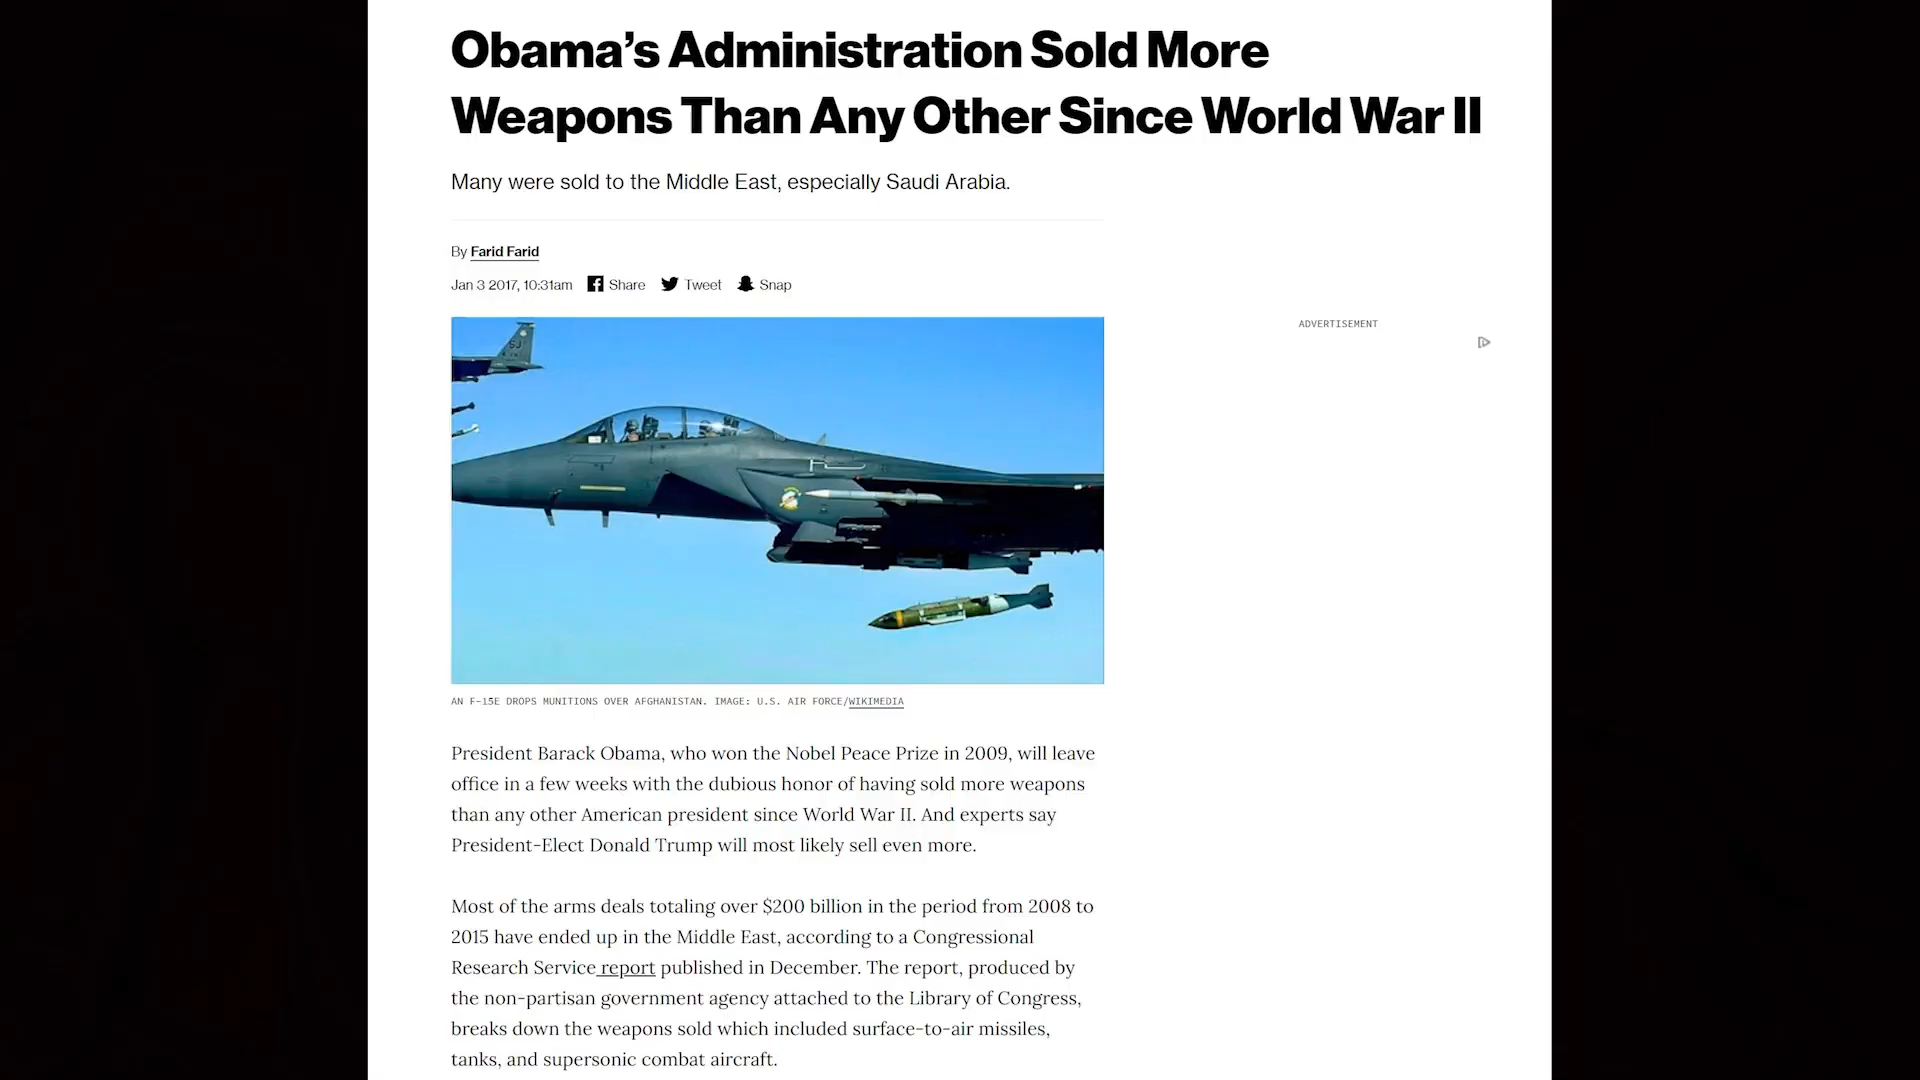 Obama's Administration Sold More
Weapons Than Any Other Since World War II
Many were sold to the Middle East, especially Saudi Arabia.
By Farid Farid
Jan 3 2017, 10:31am Share Tweet Snap
ADVERTISEMENT
SJ
AN F-15E DROPS MUNITIONS OVER AFGHANISTAN. IMAGE: U.S. AIR FORCE/WIKIMEDIA
President Barack Obama, who won the Nobel Peace Prize in 2009, will leave
office in a few weeks with the dubious honor of having sold more weapons
than any other American president since World War II. And experts say
President-Elect Donald Trump will most likely sell even more.
Most of the arms deals totaling over $200 billion in the period from 2008 to
2015 have ended up in the Middle East, according to a Congressional
Research Service report published in December. The report, produced by
the non-partisan government agency attached to the Library of Congress,
breaks down the weapons sold which included surface-to-air missiles,
tanks, and supersonic combat aircraft.